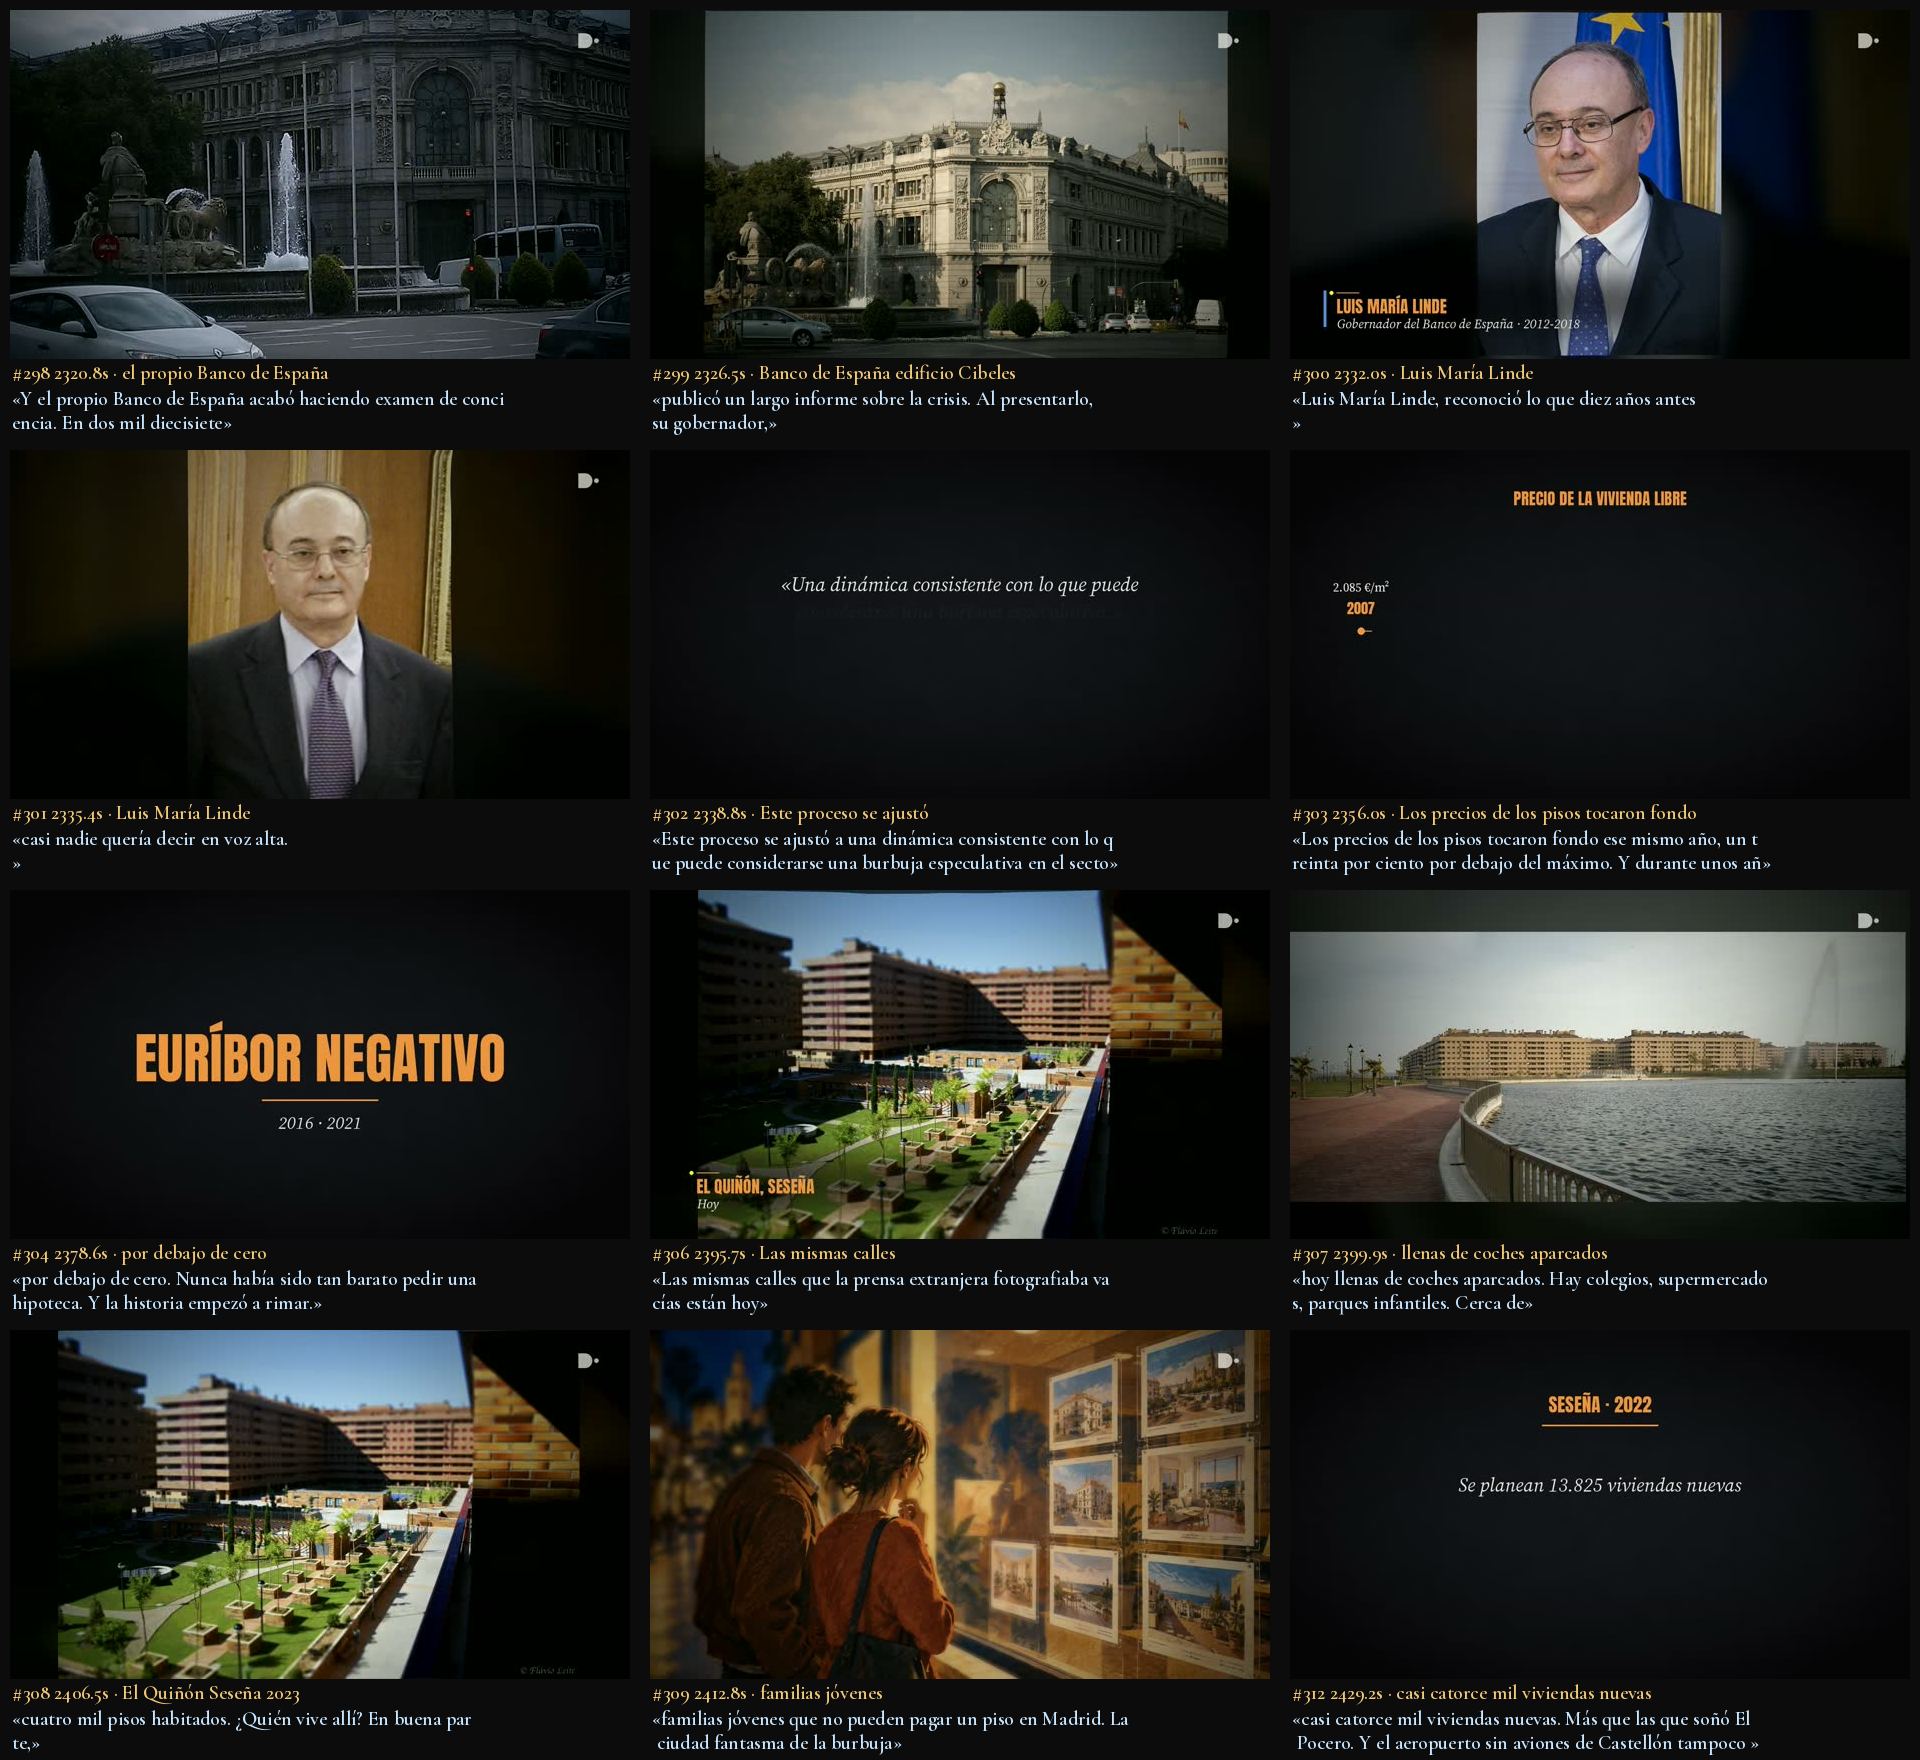 #298 2320.8s · el propio Banco de España
«Y el propio Banco de España acabó haciendo examen de conci
encia. En dos mil diecisiete»
#299 2326.5s · Banco de España edificio Cibeles
«publicó un largo informe sobre la crisis. Al presentarlo,
su gobernador,»
LUIS MARÍA LINDE
Gobernador del Banco de España · 2012-2018
#300 2332.0s · Luis María Linde
«Luis María Linde, reconoció lo que diez años antes
»
#301 2335.4s · Luis María Linde
«casi nadie quería decir en voz alta.
»
«Una dinámica consistente con lo que puede
considerarse una burbuja especulativa.»
#302 2338.8s · Este proceso se ajustó
«Este proceso se ajustó a una dinámica consistente con lo q
ue puede considerarse una burbuja especulativa en el secto»
PRECIO DE LA VIVIENDA LIBRE
2.085 €/m²
2007
#303 2356.0s · Los precios de los pisos tocaron fondo
«Los precios de los pisos tocaron fondo ese mismo año, un t
reinta por ciento por debajo del máximo. Y durante unos añ»
EURÍBOR NEGATIVO
2016 · 2021
#304 2378.6s · por debajo de cero
«por debajo de cero. Nunca había sido tan barato pedir una
hipoteca. Y la historia empezó a rimar.»
EL QUIÑÓN, SESEÑA
Hoy
© Flávio Leite
#306 2395.7s · Las mismas calles
«Las mismas calles que la prensa extranjera fotografiaba va
cías están hoy»
#307 2399.9s · llenas de coches aparcados
«hoy llenas de coches aparcados. Hay colegios, supermercado
s, parques infantiles. Cerca de»
© Flávio Leite
#308 2406.5s · El Quiñón Seseña 2023
«cuatro mil pisos habitados. ¿Quién vive allí? En buena par
te,»
#309 2412.8s · familias jóvenes
«familias jóvenes que no pueden pagar un piso en Madrid. La
ciudad fantasma de la burbuja»
SESEÑA · 2022
Se planean 13.825 viviendas nuevas
#312 2429.2s · casi catorce mil viviendas nuevas
«casi catorce mil viviendas nuevas. Más que las que soñó El
Pocero. Y el aeropuerto sin aviones de Castellón tampoco »